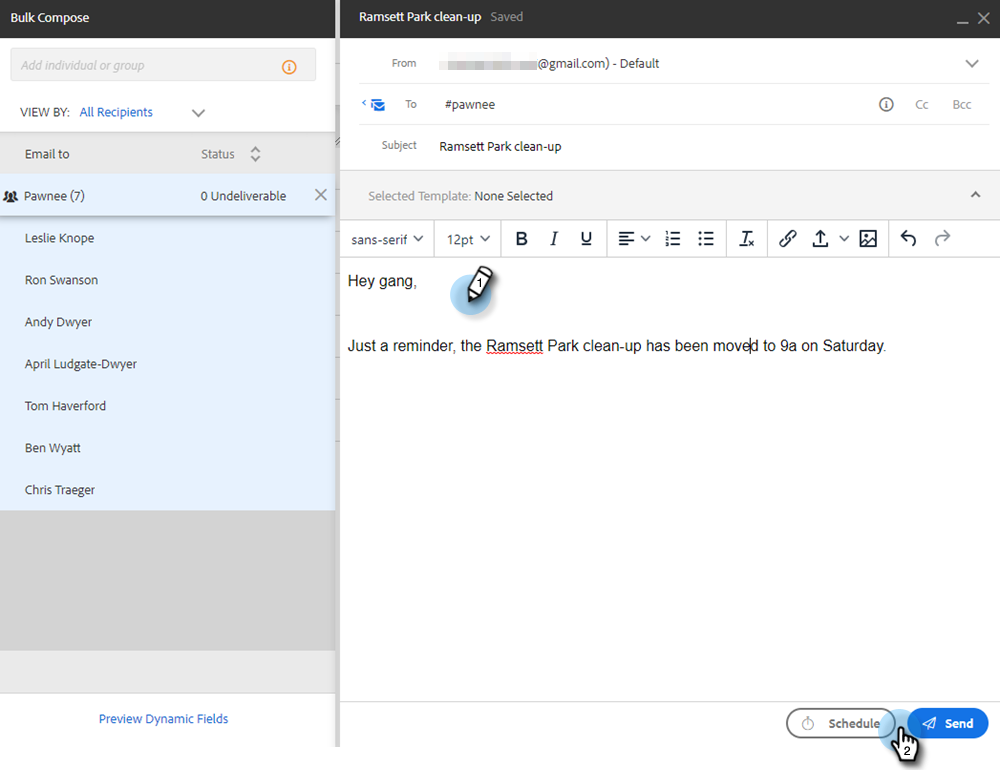 Bulk Compose
Add individual or group
VIEW BY: All Recipients
Email to Status
Pawnee (7) 0 Undeliverable
Leslie Knope
Ron Swanson
Andy Dwyer
April Ludgate-Dwyer
Tom Haverford
Ben Wyatt
Chris Traeger
Preview Dynamic Fields
Ramsett Park clean-up Saved
From @gmail.com) - Default
To #pawnee Cc Bcc
Subject Ramsett Park clean-up
Selected Template: None Selected
sans-serif 12pt B I U
Hey gang,
1
Just a reminder, the Ramsett Park clean-up has been moved to 9a on Saturday.
Schedule Send
2